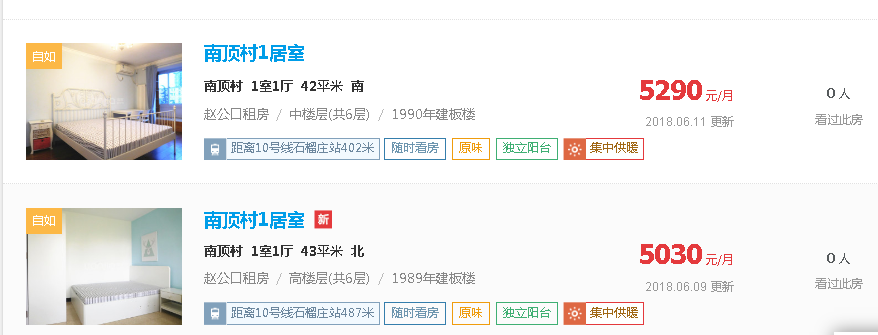 自如
南顶村1居室
南顶村 1室1厅 42平米 南
赵公口租房 / 中楼层(共6层) / 1990年建板楼
距离10号线石榴庄站402米 随时看房 原味 独立阳台 集中供暖
5290 元/月
2018.06.11 更新
0 人
看过此房
自如
南顶村1居室 新
南顶村 1室1厅 43平米 北
赵公口租房 / 高楼层(共6层) / 1989年建板楼
距离10号线石榴庄站487米 随时看房 原味 独立阳台 集中供暖
5030 元/月
2018.06.09 更新
0 人
看过此房